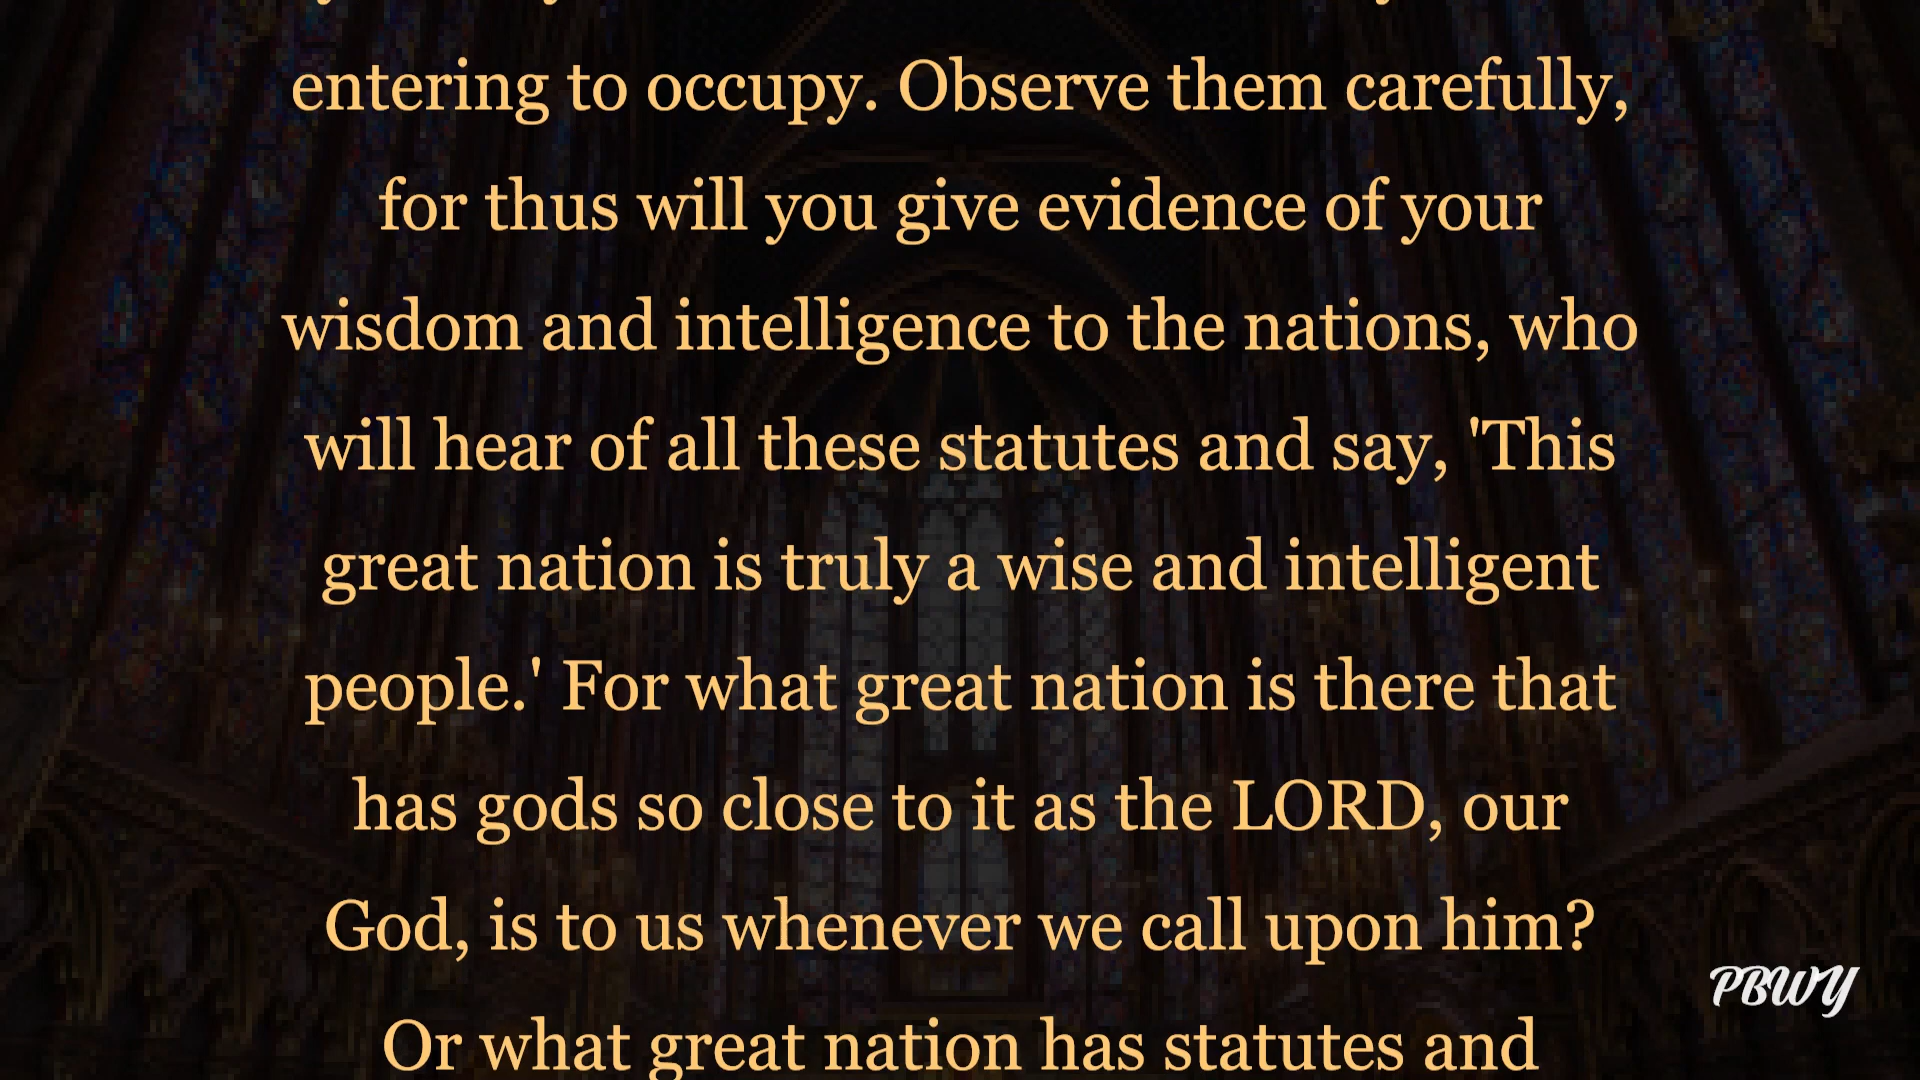 entering to occupy. Observe them carefully,
for thus will you give evidence of your
wisdom and intelligence to the nations, who
will hear of all these statutes and say, 'This
great nation is truly a wise and intelligent
people.' For what great nation is there that
has gods so close to it as the LORD, our
God, is to us whenever we call upon him?
PBWY
Or what great nation has statutes and